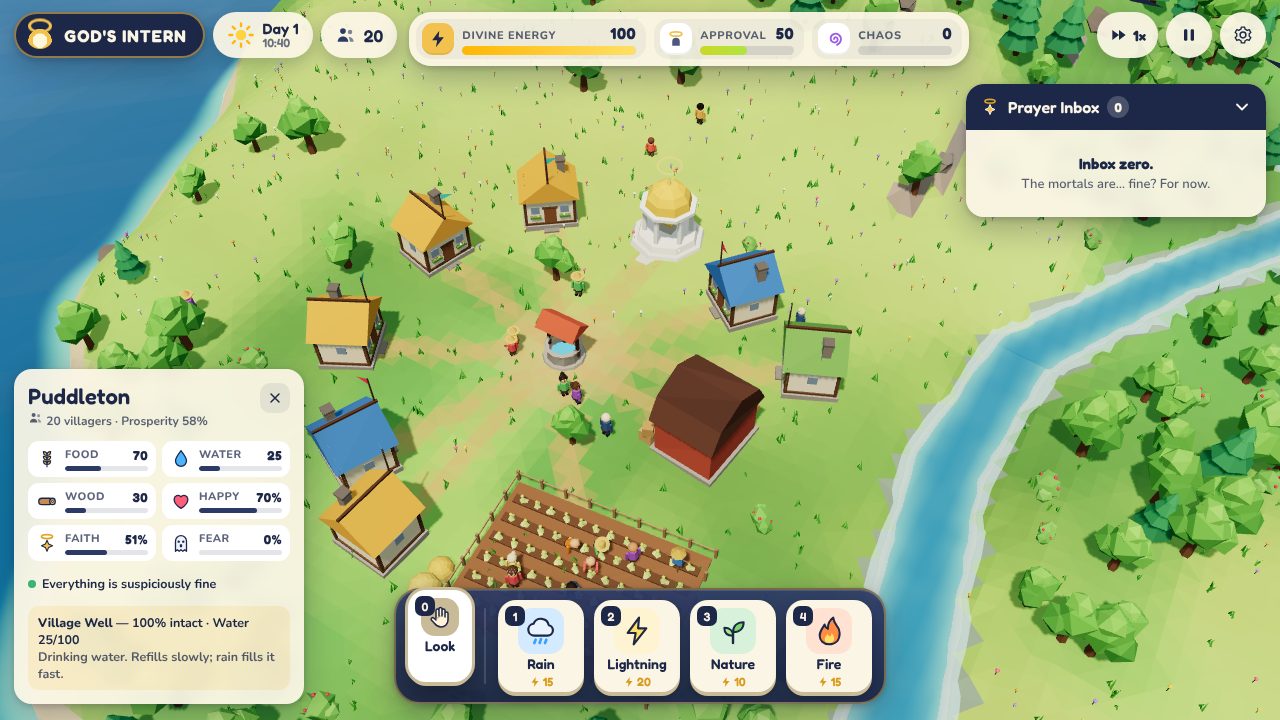 GOD'S INTERN
Day 1
10:40
20
DIVINE ENERGY 100
APPROVAL 50
CHAOS 0
1x
Prayer Inbox 0
Inbox zero.
The mortals are... fine? For now.
Puddleton
20 villagers · Prosperity 58%
FOOD 70
WATER 25
WOOD 30
HAPPY 70%
FAITH 51%
FEAR 0%
Everything is suspiciously fine
Village Well — 100% intact · Water
25/100
Drinking water. Refills slowly; rain fills it
fast.
0
Look
1
Rain
15
2
Lightning
20
3
Nature
10
4
Fire
15